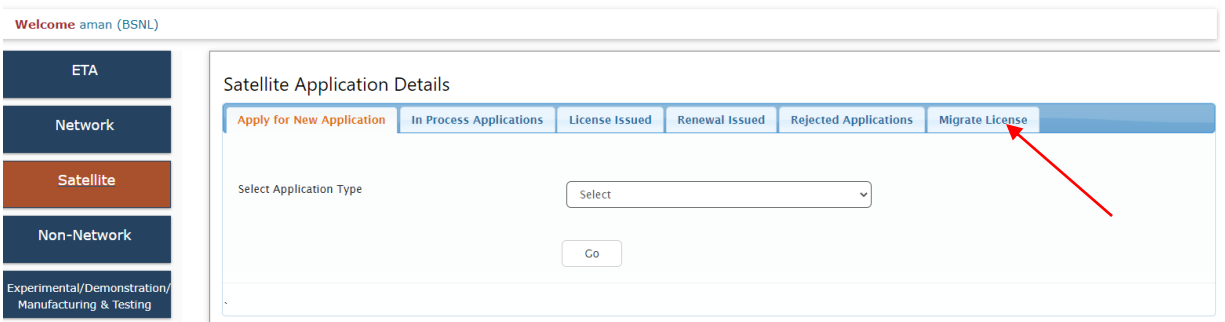 Welcome aman (BSNL)
ETA
Network
Satellite
Non-Network
Experimental/Demonstration/
Manufacturing & Testing
Satellite Application Details
Apply for New Application In Process Applications License Issued Renewal Issued Rejected Applications Migrate License
Select Application Type Select
Go
`